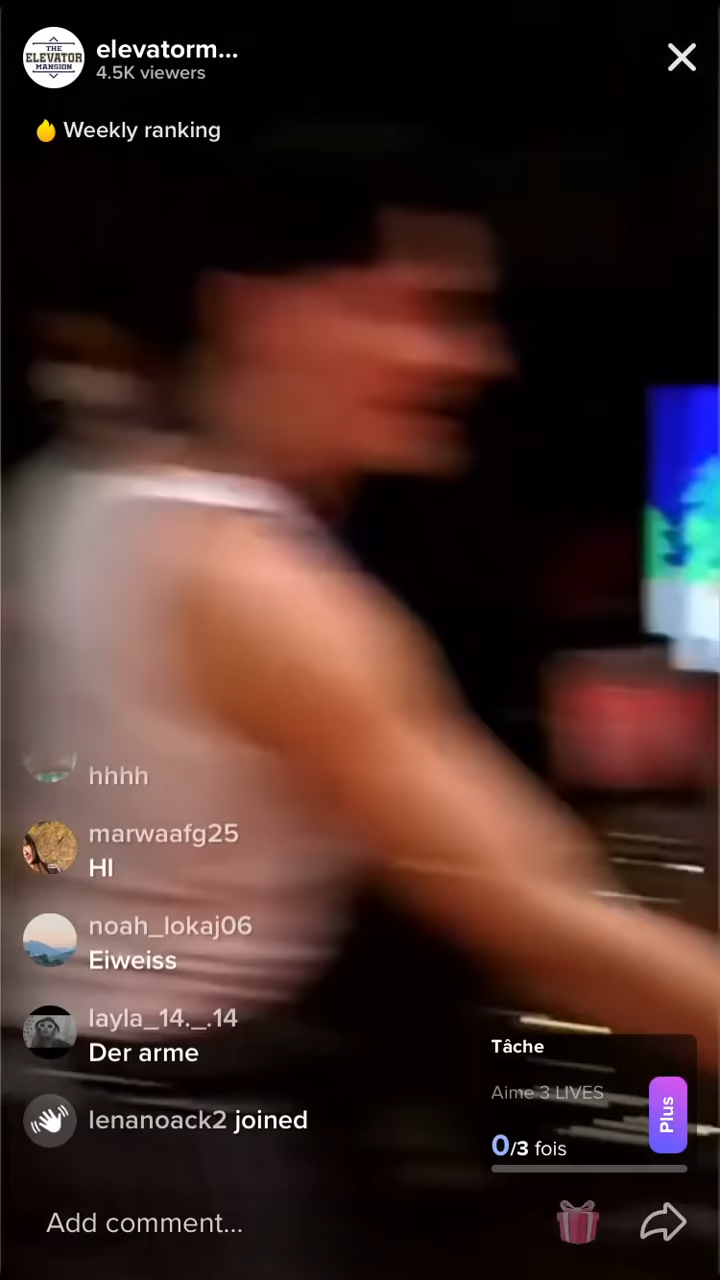 THE
ELEVATOR
MANSION
elevatorm...
4.5K viewers
Weekly ranking
hhhh
marwaafg25
HI
noah_lokaj06
Eiweiss
layla_14._.14
Der arme
lenanoack2 joined
Tâche
Aime 3 LIVES
0/3 fois
Plus
Add comment...